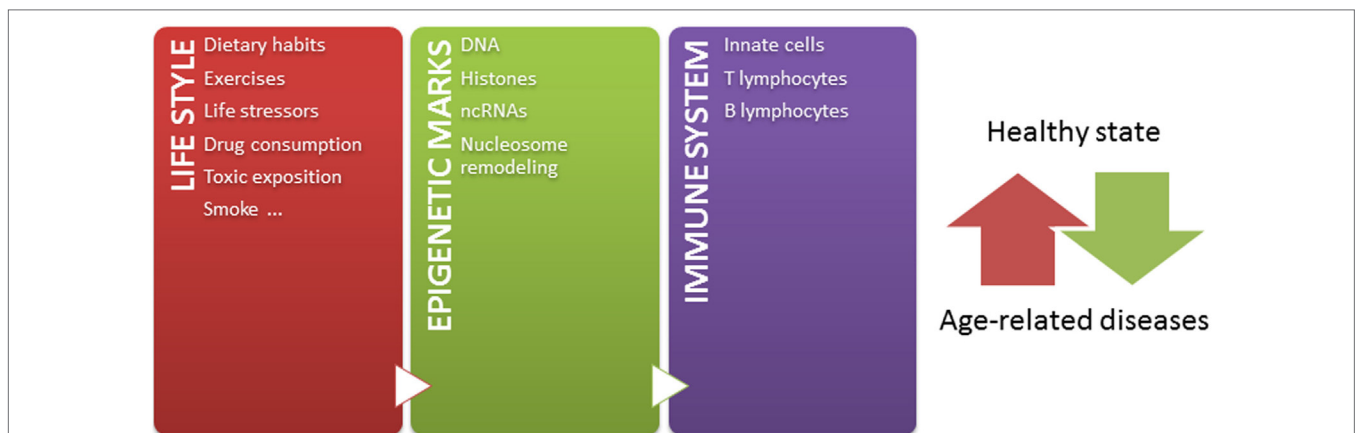 LIFE STYLE
Dietary habits
Exercises
Life stressors
Drug consumption
Toxic exposition
Smoke ...
EPIGENETIC MARKS
DNA
Histones
ncRNAs
Nucleosome
remodeling
IMMUNE SYSTEM
Innate cells
T lymphocytes
B lymphocytes
Healthy state
Age-related diseases